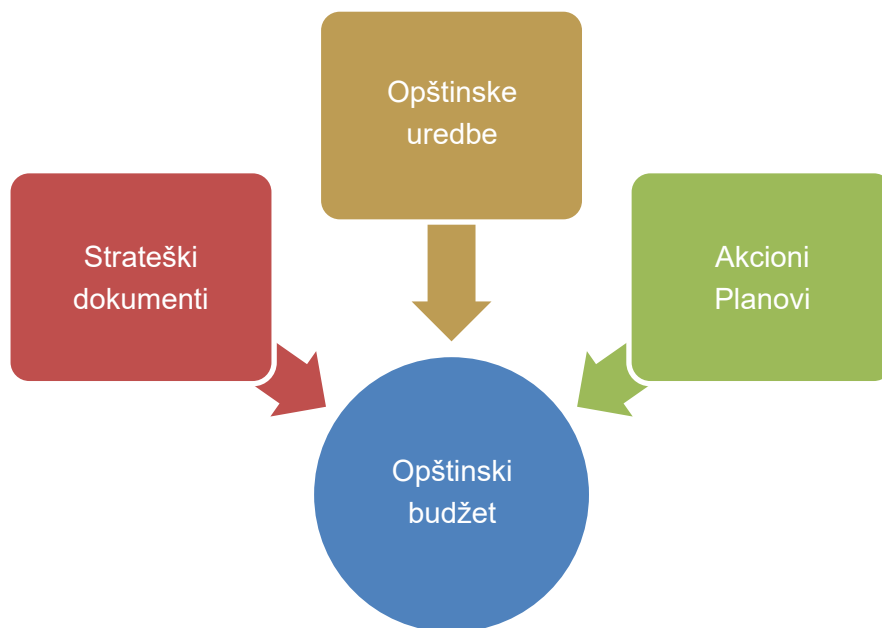 Opštinske
uredbe
Strateški
dokumenti
Akcioni
Planovi
Opštinski
budžet